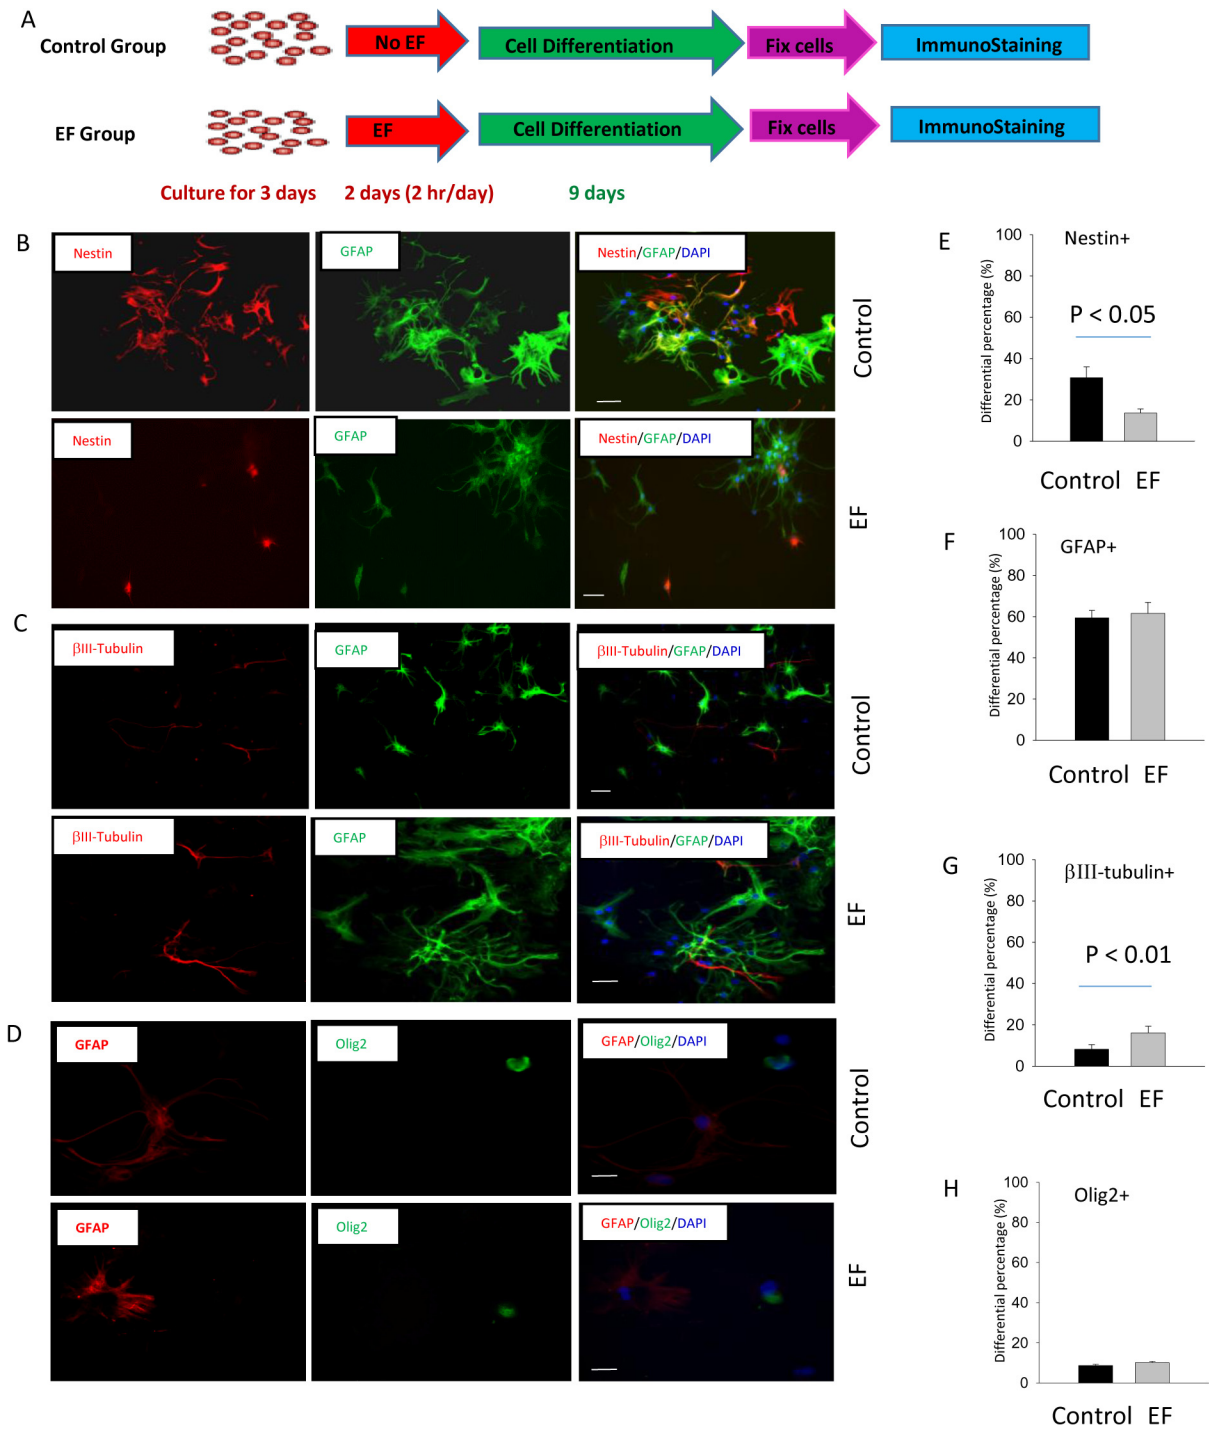 A
Control Group
No EF
Cell Differentiation
Fix cells
ImmunoStaining
EF Group
EF
Cell Differentiation
Fix cells
ImmunoStaining
Culture for 3 days
2 days (2 hr/day)
9 days
B
Nestin
GFAP
Nestin/GFAP/DAPI
Control
Nestin
GFAP
Nestin/GFAP/DAPI
EF
C
βIII-Tubulin
GFAP
βIII-Tubulin/GFAP/DAPI
Control
βIII-Tubulin
GFAP
βIII-Tubulin/GFAP/DAPI
EF
D
GFAP
Olig2
GFAP/Olig2/DAPI
Control
GFAP
Olig2
GFAP/Olig2/DAPI
EF
E
Nestin+
Differential percentage (%)
100
80
60
40
20
0
P < 0.05
Control EF
F
GFAP+
Differential percentage (%)
100
80
60
40
20
0
Control EF
G
βIII-tubulin+
Differential percentage (%)
100
80
60
40
20
0
P < 0.01
Control EF
H
Olig2+
Differential percentage (%)
100
80
60
40
20
0
Control EF